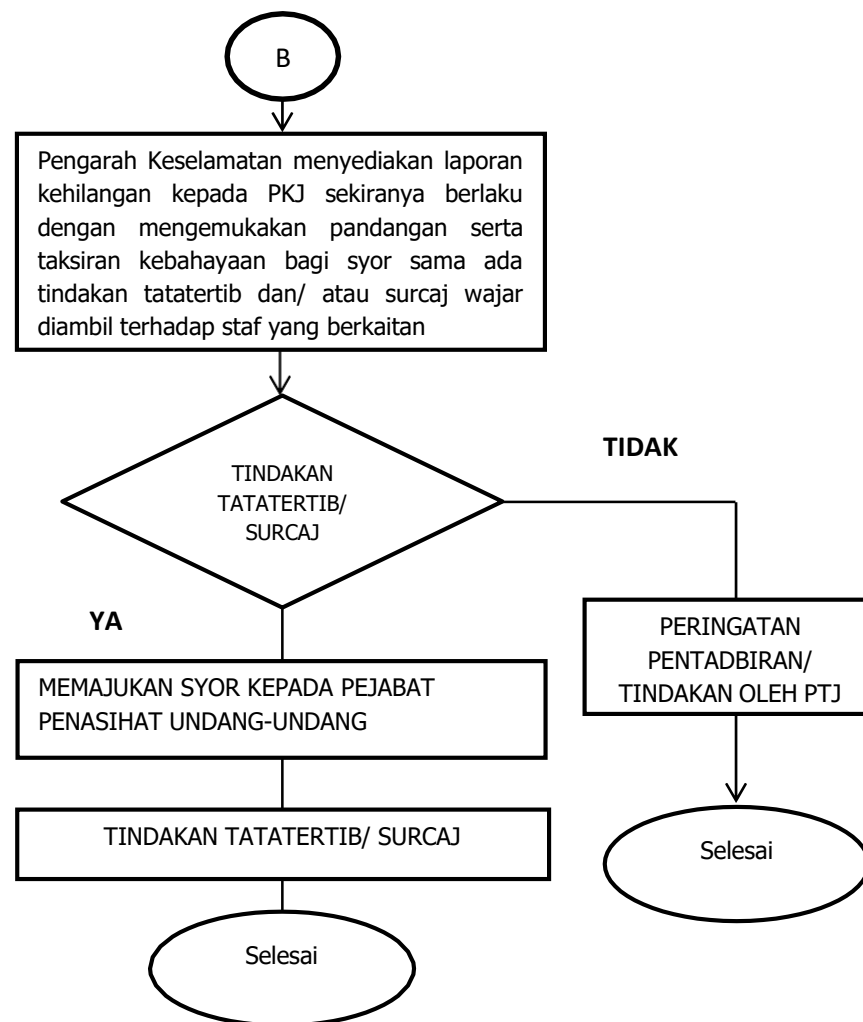 B
Pengarah Keselamatan menyediakan laporan
kehilangan kepada PKJ sekiranya berlaku
dengan mengemukakan pandangan serta
taksiran kebahayaan bagi syor sama ada
tindakan tatatertib dan/ atau surcaj wajar
diambil terhadap staf yang berkaitan
TINDAKAN
TATATERTIB/
SURCAJ
TIDAK
YA
PERINGATAN
PENTADBIRAN/
TINDAKAN OLEH PTJ
MEMAJUKAN SYOR KEPADA PEJABAT
PENASIHAT UNDANG-UNDANG
TINDAKAN TATATERTIB/ SURCAJ
Selesai
Selesai